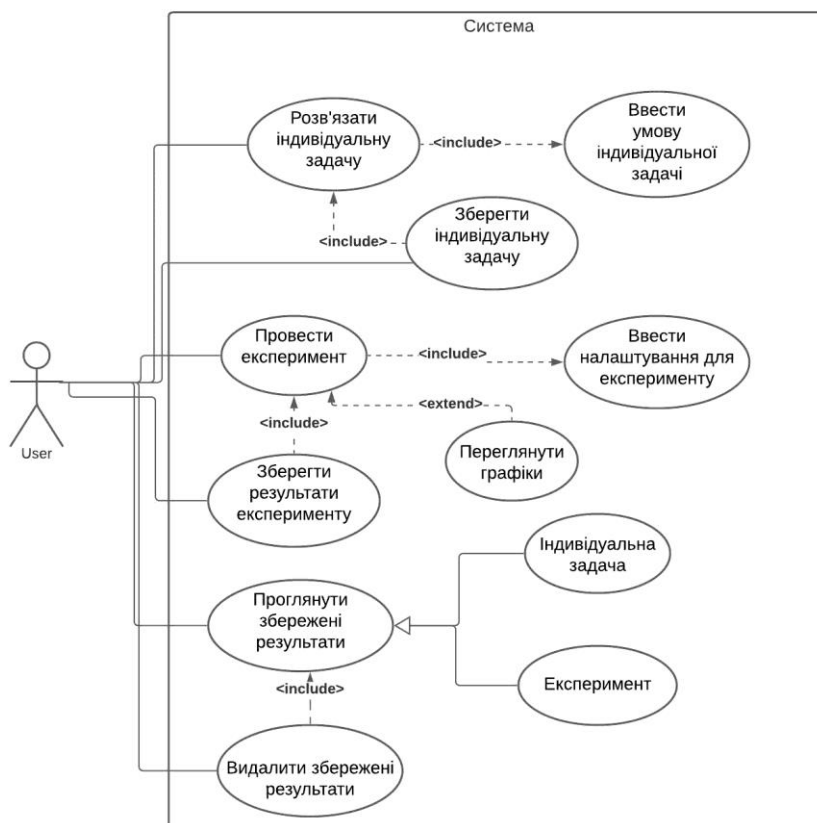 Система
Розв'язати
індивідуальну
задачу
<include>
Ввести
умову
індивідуальної
задачі
<include>
Зберегти
індивідуальну
задачу
Провести
експеримент
<include>
Ввести
налаштування для
експерименту
<extend>
<include>
Переглянути
графіки
User
Зберегти
результати
експерименту
Індивідуальна
задача
Проглянути
збережені
результати
<include>
Експеримент
Видалити збережені
результати